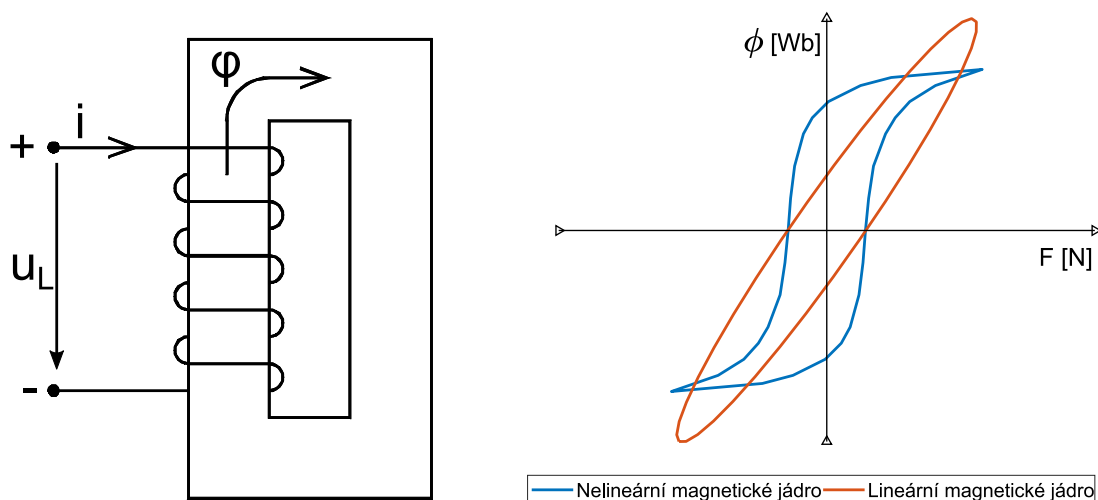 φ
i
+
u_L
-
ϕ [Wb]
F [N]
Nelineární magnetické jádro
Lineární magnetické jádro